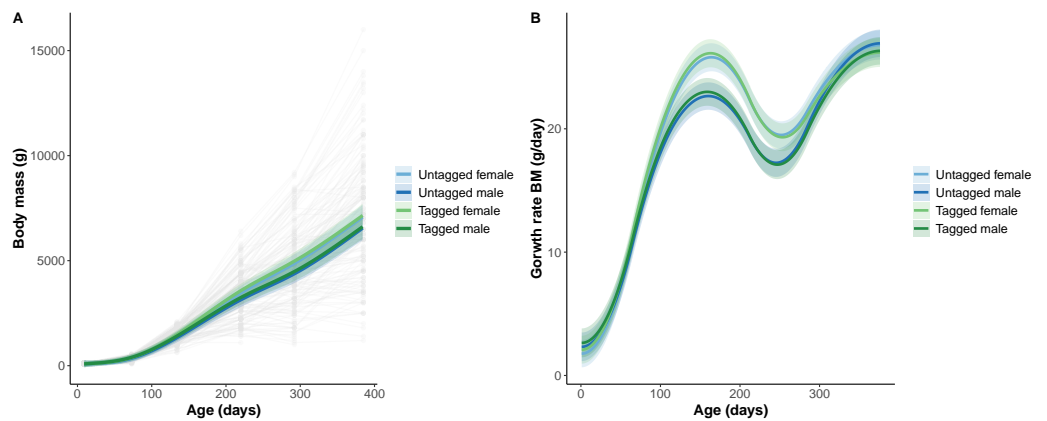 A
Body mass (g)
15000
10000
5000
0
0 100 200 300 400
Age (days)
Untagged female
Untagged male
Tagged female
Tagged male
B
Gorwth rate BM (g/day)
20
10
0
0 100 200 300
Age (days)
Untagged female
Untagged male
Tagged female
Tagged male